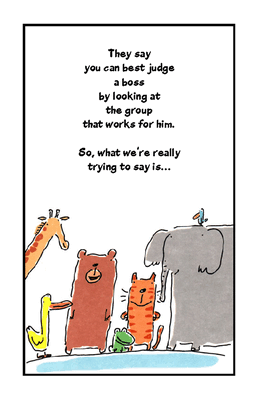 They say
you can best judge
a boss
by looking at
the group
that works for him.
So, what we're really
trying to say is...